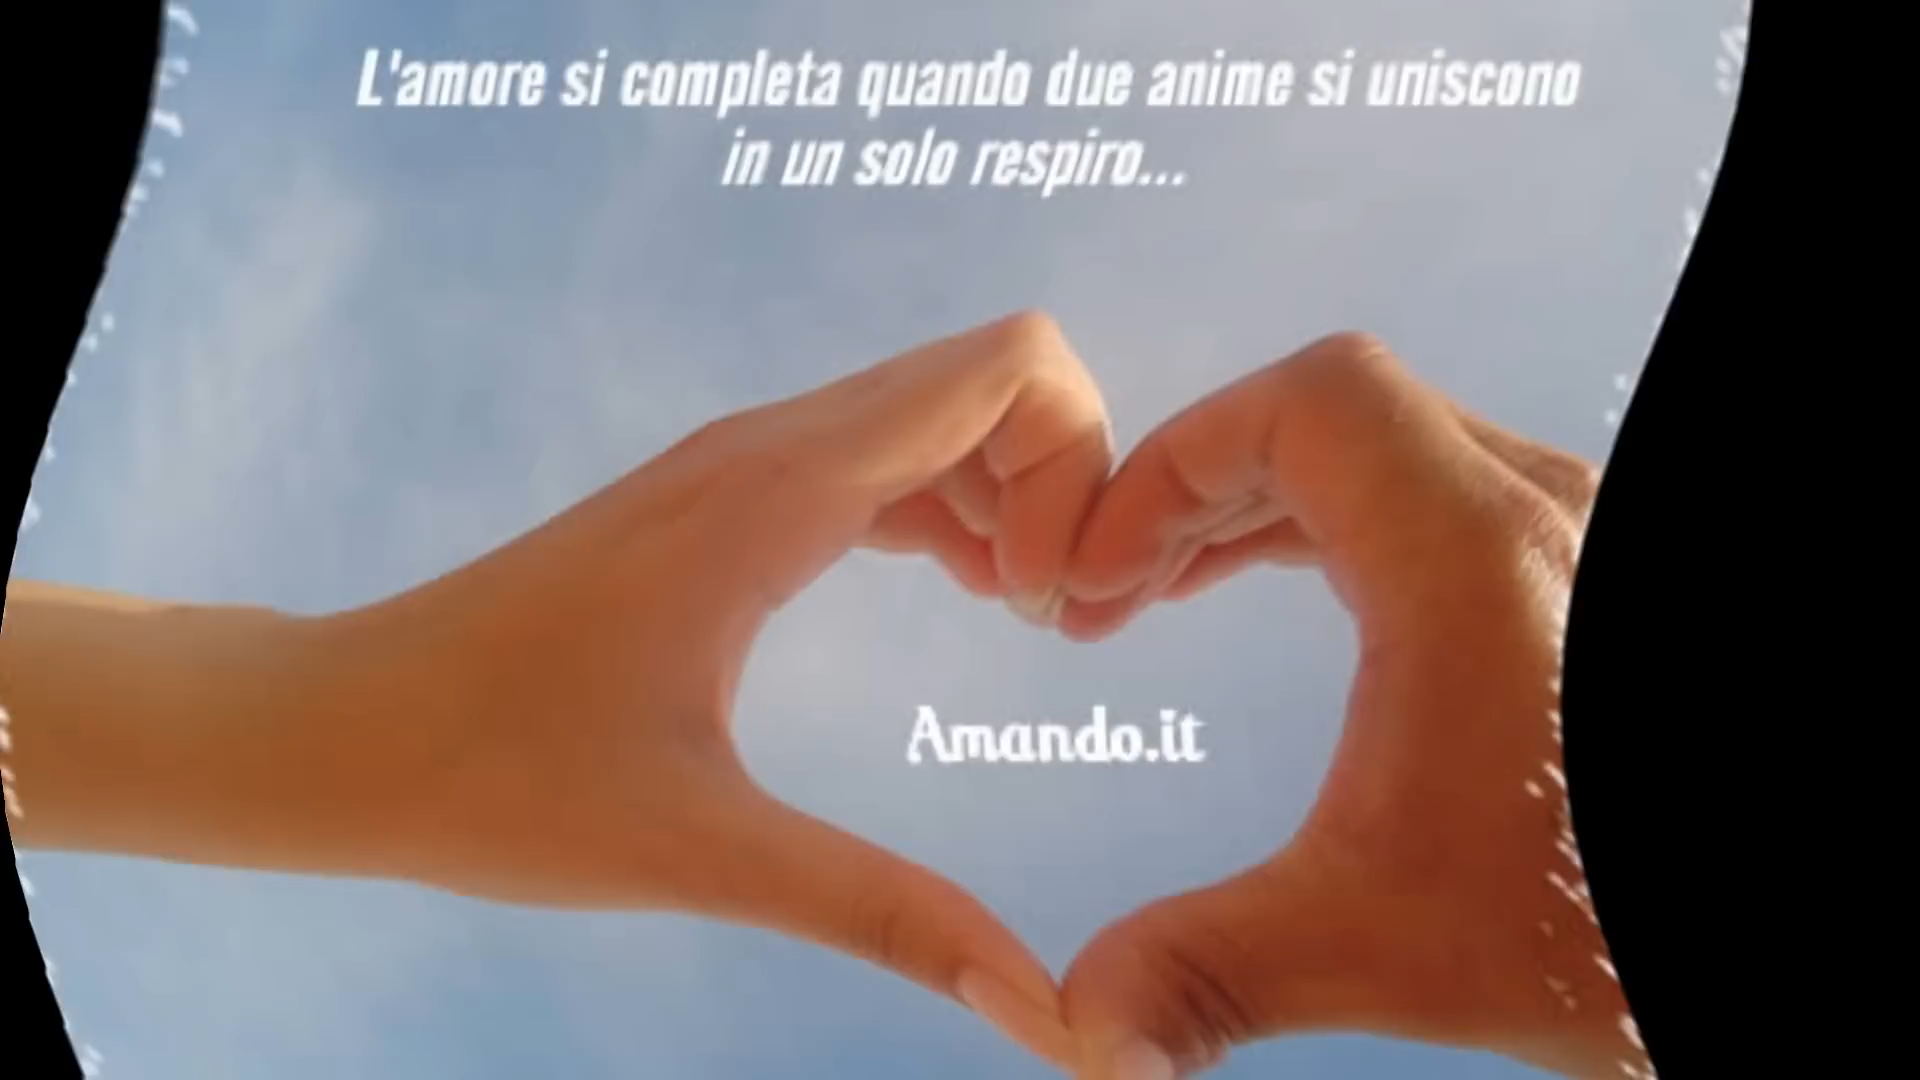 L'amore si completa quando due anime si uniscono
in un solo respiro...
Amando.it